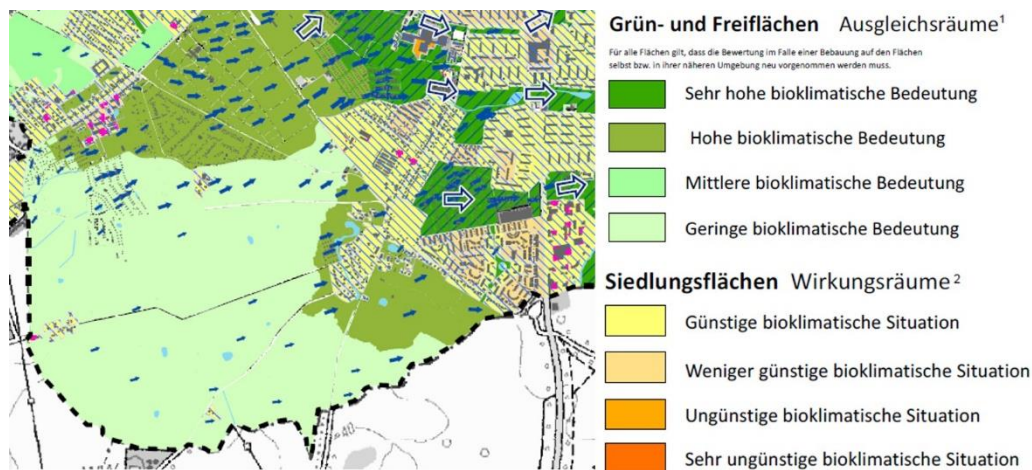 Grün- und Freiflächen Ausgleichsräume¹
Für alle Flächen gilt, dass die Bewertung im Falle einer Bebauung auf den Flächen
selbst bzw. in ihrer näheren Umgebung neu vorgenommen werden muss.
Sehr hohe bioklimatische Bedeutung
Hohe bioklimatische Bedeutung
Mittlere bioklimatische Bedeutung
Geringe bioklimatische Bedeutung
Siedlungsflächen Wirkungsräume²
Günstige bioklimatische Situation
Weniger günstige bioklimatische Situation
Ungünstige bioklimatische Situation
Sehr ungünstige bioklimatische Situation